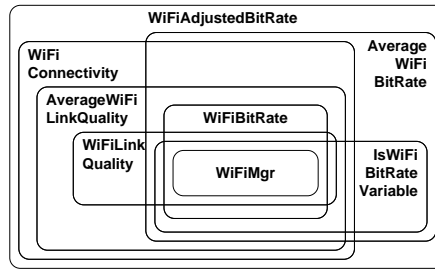 WiFiAdjustedBitRate
WiFi
Connectivity
Average
WiFi
BitRate
AverageWiFi
LinkQuality
WiFiBitRate
WiFiLink
Quality
WiFiMgr
IsWiFi
BitRate
Variable